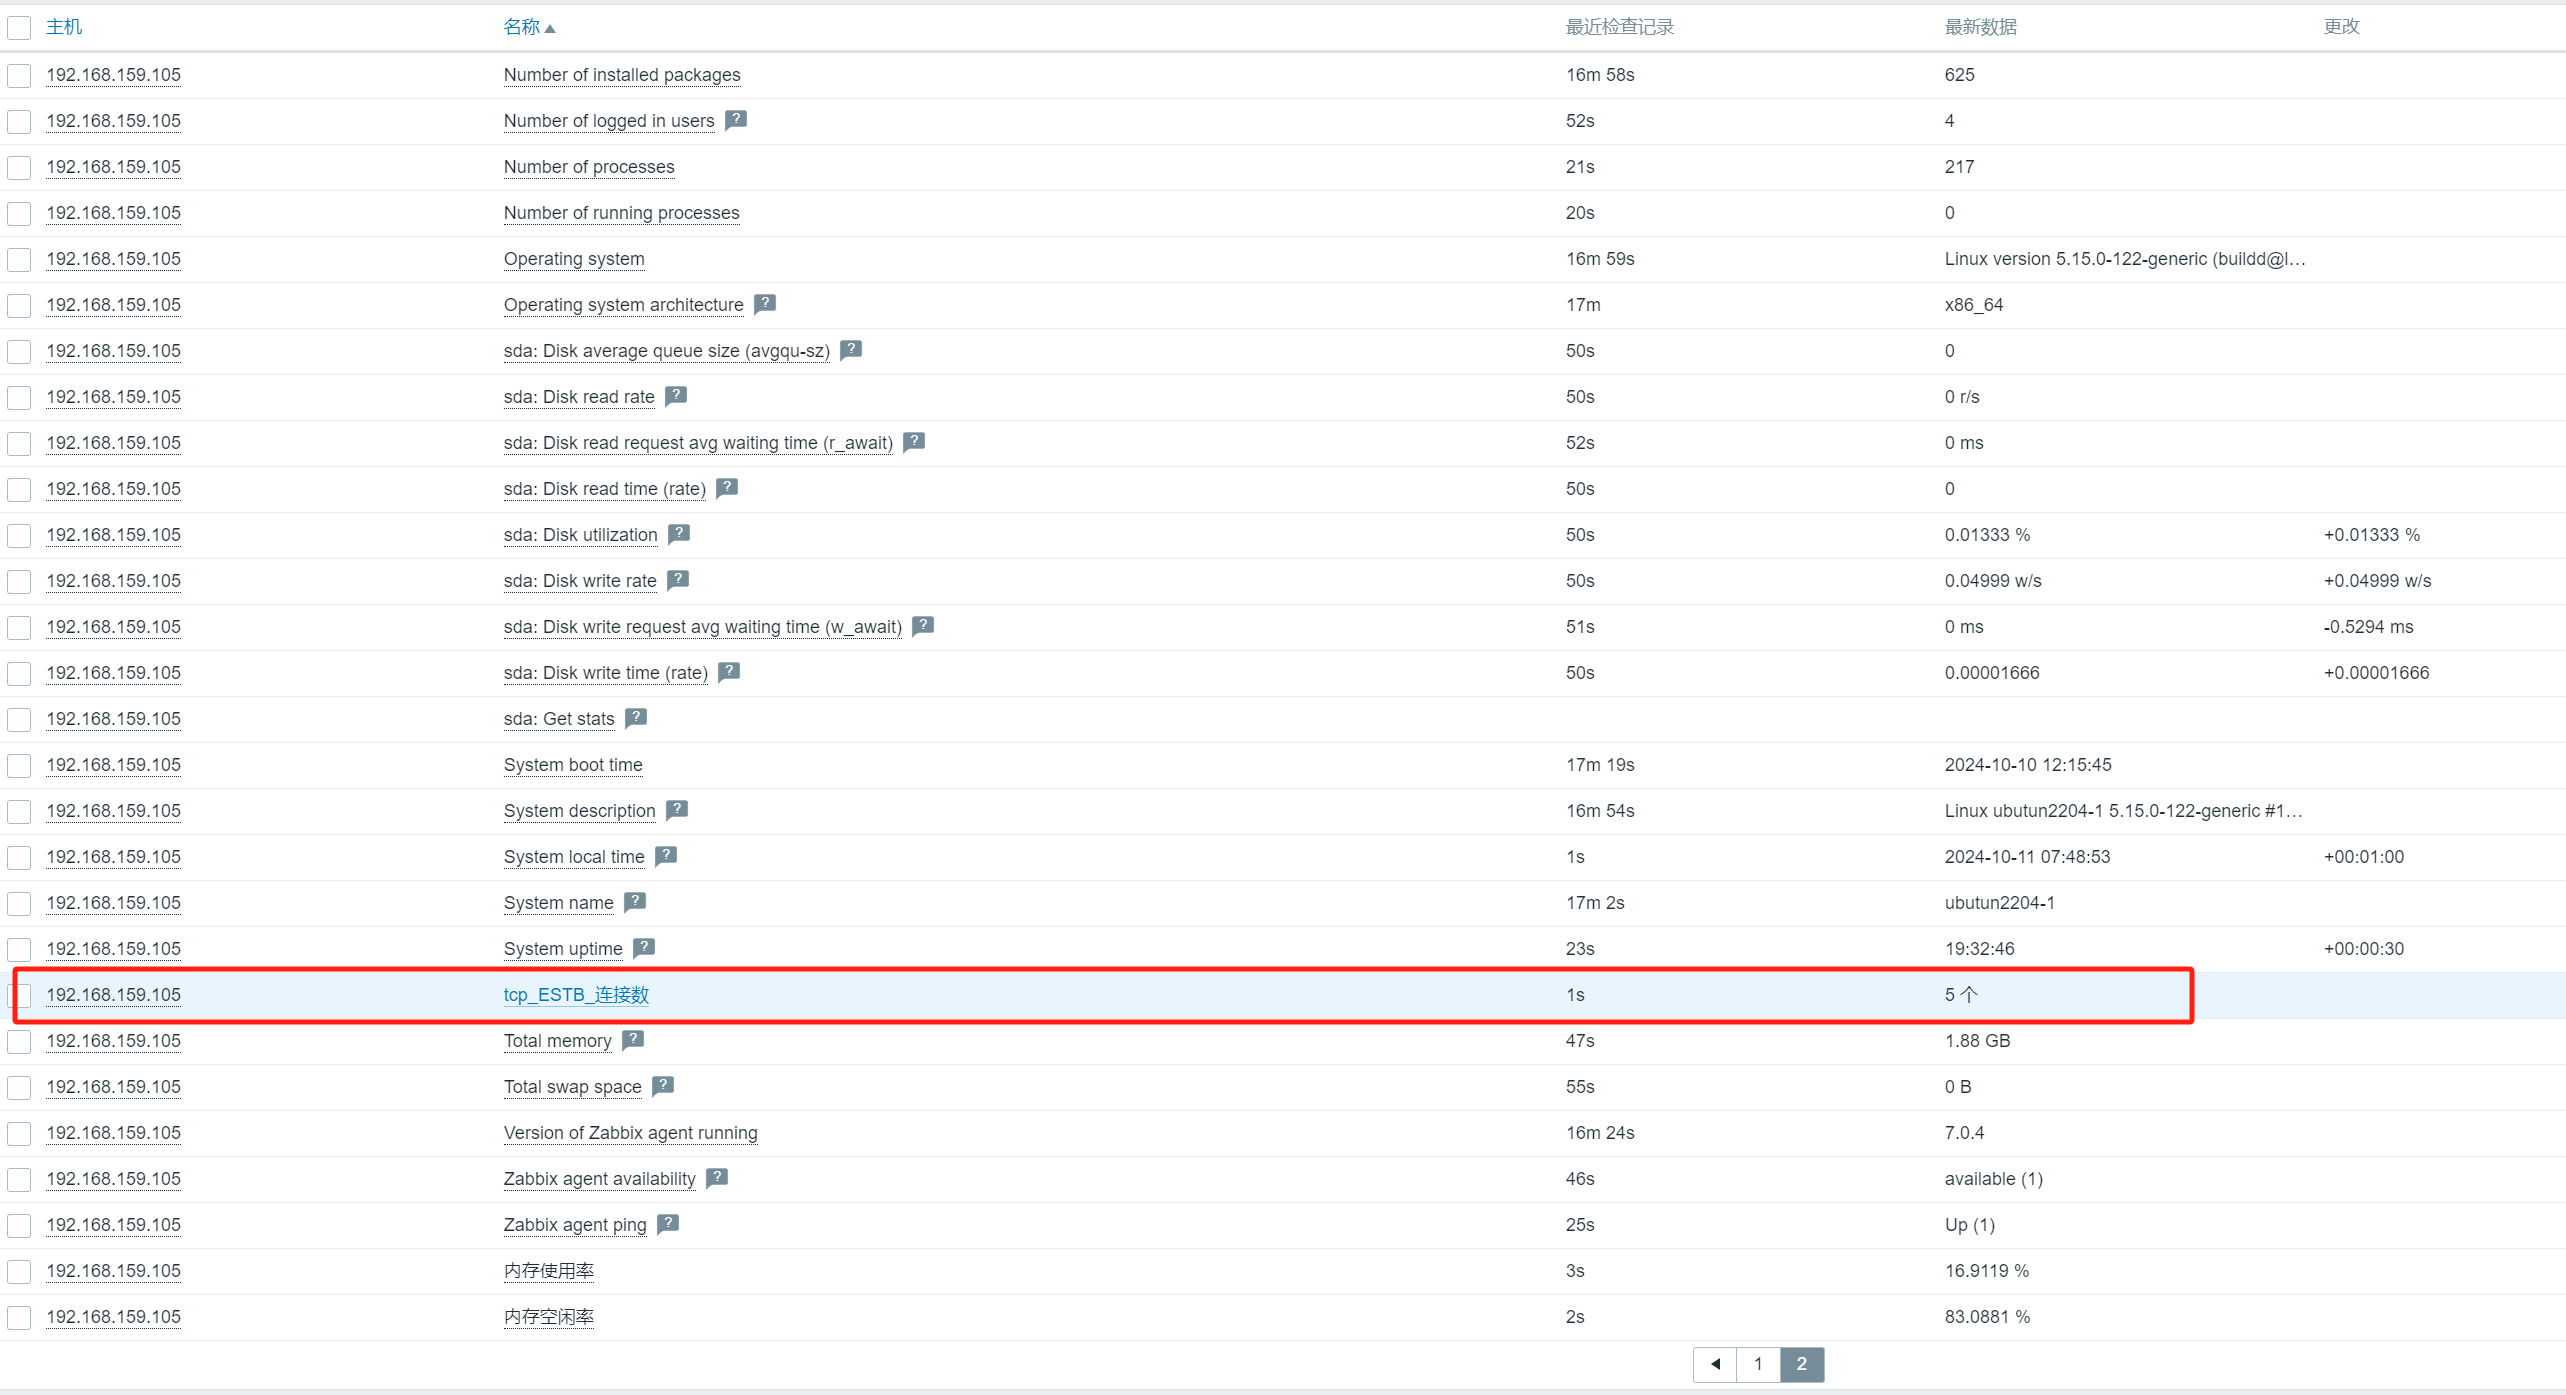 主机 名称▲ 最近检查记录 最新数据 更改
192.168.159.105 Number of installed packages 16m 58s 625
192.168.159.105 Number of logged in users ? 52s 4
192.168.159.105 Number of processes 21s 217
192.168.159.105 Number of running processes 20s 0
192.168.159.105 Operating system 16m 59s Linux version 5.15.0-122-generic (buildd@l…
192.168.159.105 Operating system architecture ? 17m x86_64
192.168.159.105 sda: Disk average queue size (avgqu-sz) ? 50s 0
192.168.159.105 sda: Disk read rate ? 50s 0 r/s
192.168.159.105 sda: Disk read request avg waiting time (r_await) ? 52s 0 ms
192.168.159.105 sda: Disk read time (rate) ? 50s 0
192.168.159.105 sda: Disk utilization ? 50s 0.01333 % +0.01333 %
192.168.159.105 sda: Disk write rate ? 50s 0.04999 w/s +0.04999 w/s
192.168.159.105 sda: Disk write request avg waiting time (w_await) ? 51s 0 ms -0.5294 ms
192.168.159.105 sda: Disk write time (rate) ? 50s 0.00001666 +0.00001666
192.168.159.105 sda: Get stats ?
192.168.159.105 System boot time 17m 19s 2024-10-10 12:15:45
192.168.159.105 System description ? 16m 54s Linux ubutun2204-1 5.15.0-122-generic #1…
192.168.159.105 System local time ? 1s 2024-10-11 07:48:53 +00:01:00
192.168.159.105 System name ? 17m 2s ubutun2204-1
192.168.159.105 System uptime ? 23s 19:32:46 +00:00:30
192.168.159.105 tcp_ESTB_连接数 1s 5 个
192.168.159.105 Total memory ? 47s 1.88 GB
192.168.159.105 Total swap space ? 55s 0 B
192.168.159.105 Version of Zabbix agent running 16m 24s 7.0.4
192.168.159.105 Zabbix agent availability ? 46s available (1)
192.168.159.105 Zabbix agent ping ? 25s Up (1)
192.168.159.105 内存使用率 3s 16.9119 %
192.168.159.105 内存空闲率 2s 83.0881 %
◀ 1 2